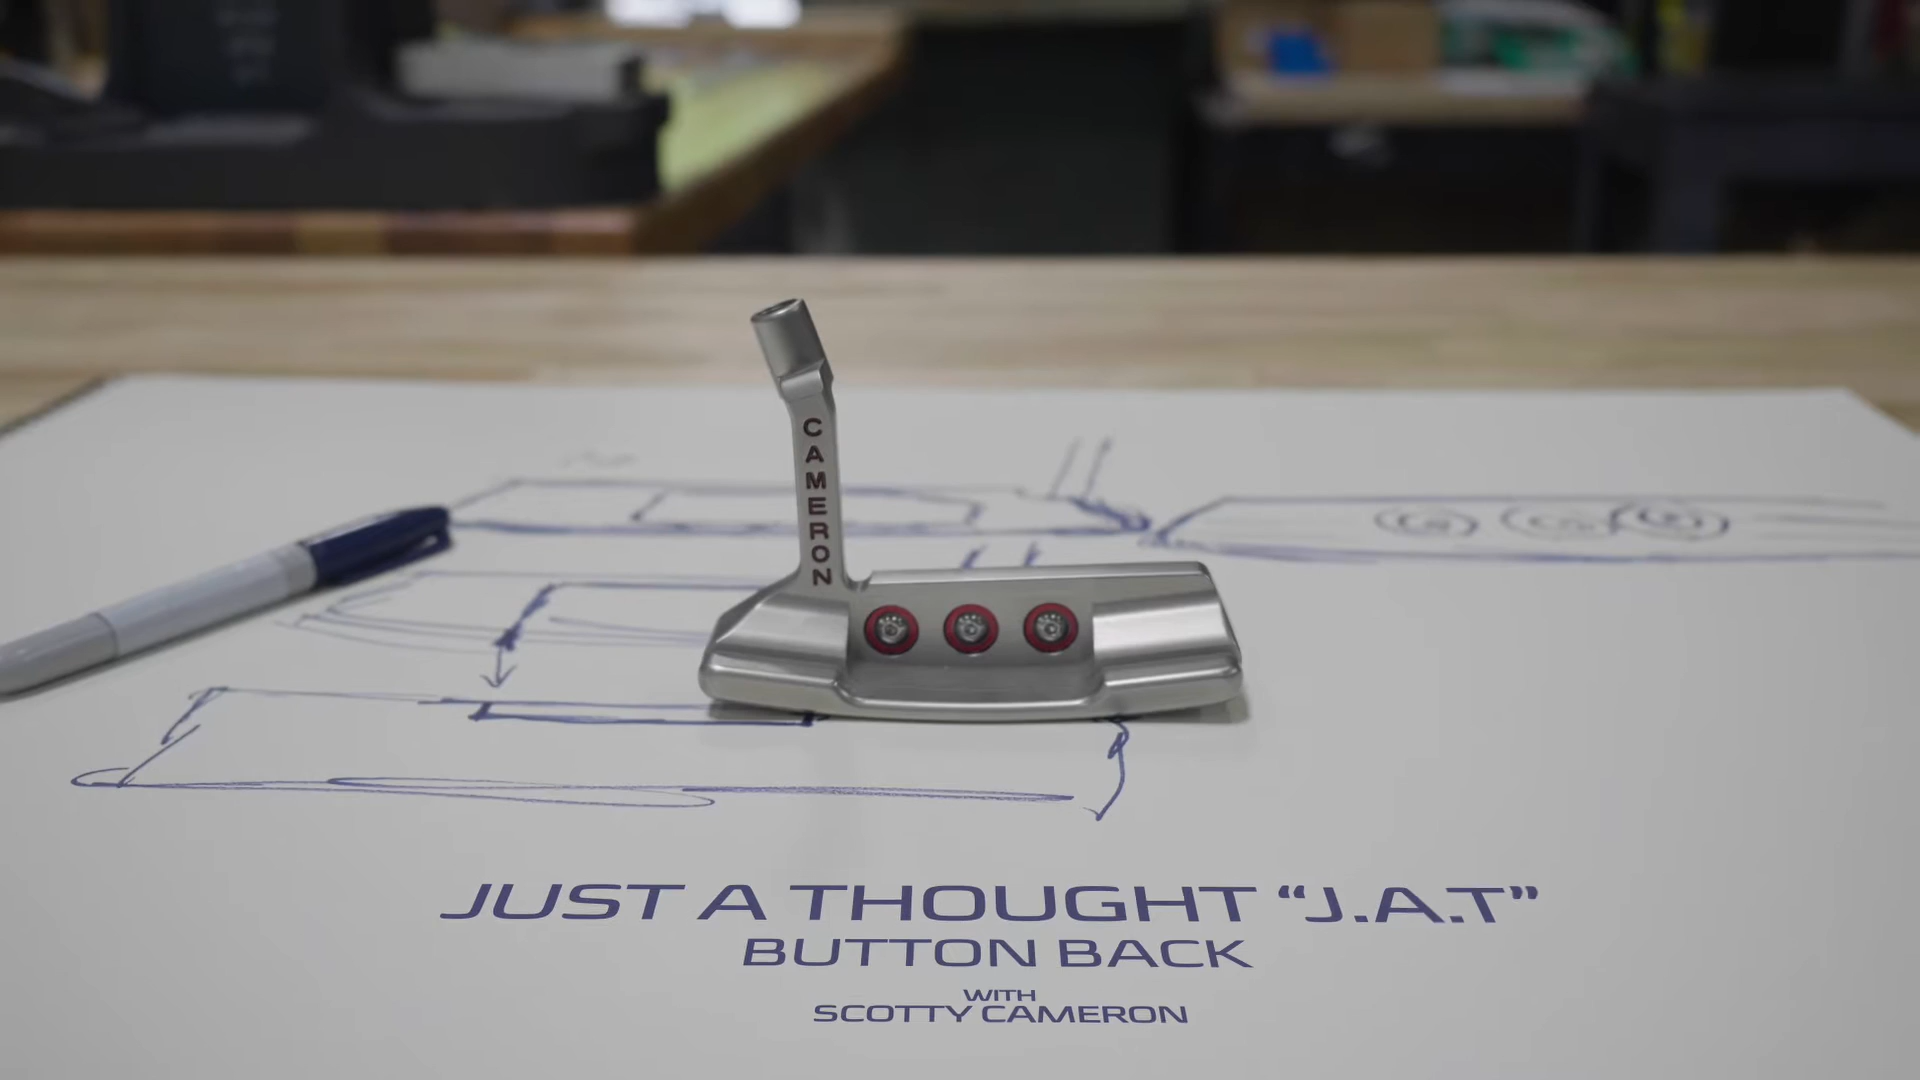 CAMERON
JUST A THOUGHT “J.A.T”
BUTTON BACK
WITH
SCOTTY CAMERON